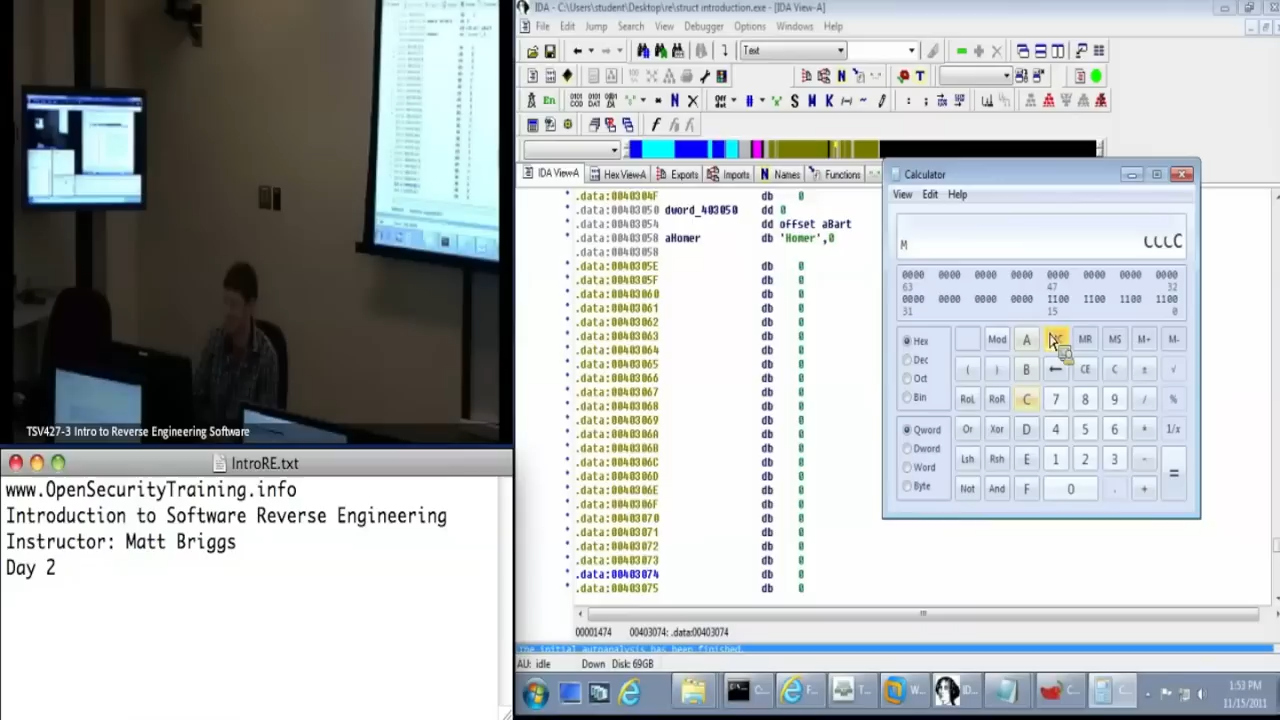 TSV427-3 Intro to Reverse Engineering Software
IntroRE.txt
www.OpenSecurityTraining.info
Introduction to Software Reverse Engineering
Instructor: Matt Briggs
Day 2
IDA - C:\Users\student\Desktop\re\struct introduction.exe - [IDA View-A]
File Edit Jump Search View Debugger Options Windows Help
Text
IDA View-A Hex View-A Exports Imports Names Functions
.data:0040304F db 0
.data:00403050 dword_403050 dd 0
.data:00403054 dd offset aBart
.data:00403058 aHomer db 'Homer',0
.data:00403058
.data:0040305E db 0
.data:0040305F db 0
.data:00403060 db 0
.data:00403061 db 0
.data:00403062 db 0
.data:00403063 db 0
.data:00403064 db 0
.data:00403065 db 0
.data:00403066 db 0
.data:00403067 db 0
.data:00403068 db 0
.data:00403069 db 0
.data:0040306A db 0
.data:0040306B db 0
.data:0040306C db 0
.data:0040306D db 0
.data:0040306E db 0
.data:0040306F db 0
.data:00403070 db 0
.data:00403071 db 0
.data:00403072 db 0
.data:00403073 db 0
.data:00403074 db 0
.data:00403075 db 0
00001474 00403074: .data:00403074
The initial autoanalysis has been finished.
AU: idle Down Disk: 69GB
Calculator
View Edit Help
M CCCC
0000 0000 0000 0000 0000 0000 0000 0000
63 47 32
0000 0000 0000 0000 1100 1100 1100 1100
31 15 0
Hex Mod A MR MS M+ M-
Dec ( ) B ← CE C ± √
Oct
Bin RoL RoR C 7 8 9 / %
Qword Or Xor D 4 5 6 * 1/x
Dword Lsh Rsh E 1 2 3 - =
Word
Byte Not And F 0 . +
1:53 PM
11/15/2011